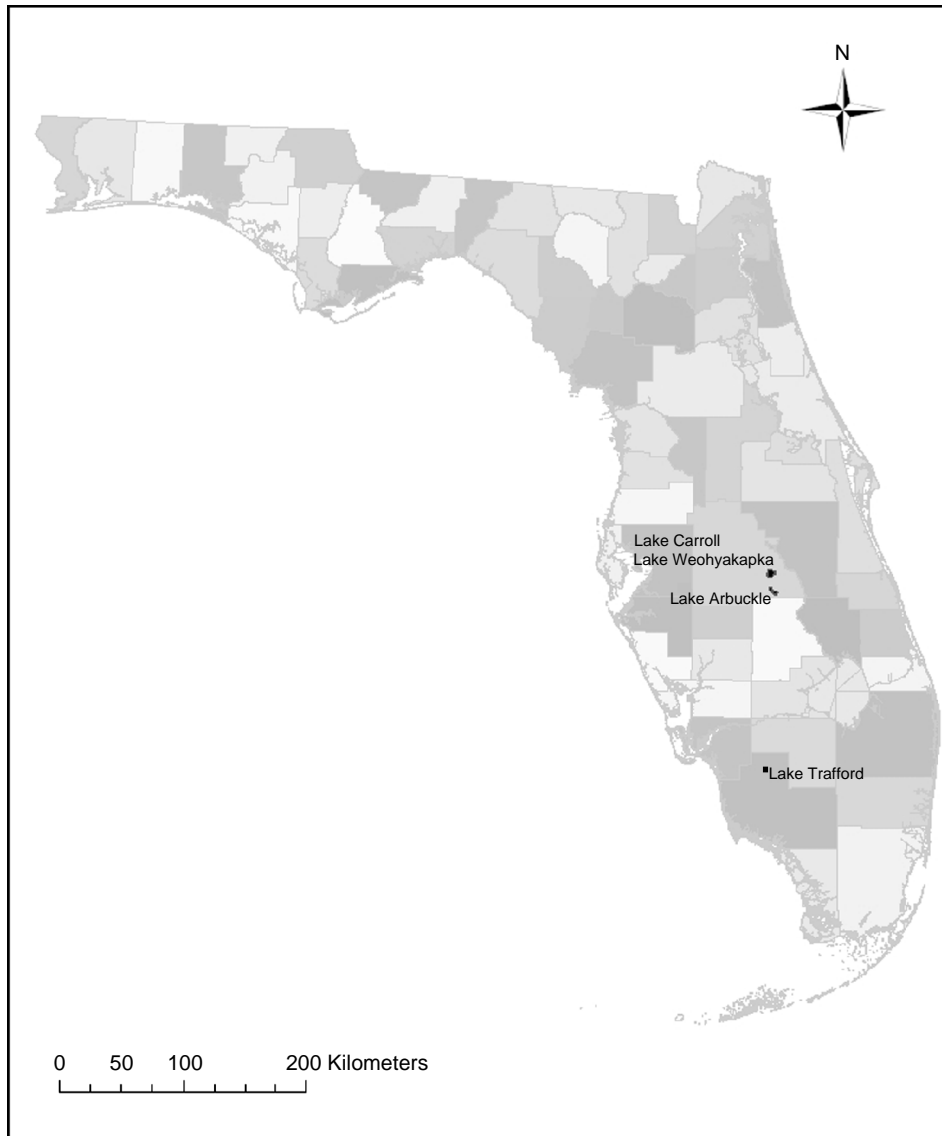 N
Lake Carroll
Lake Weohyakapka
Lake Arbuckle
Lake Trafford
0 50 100 200 Kilometers